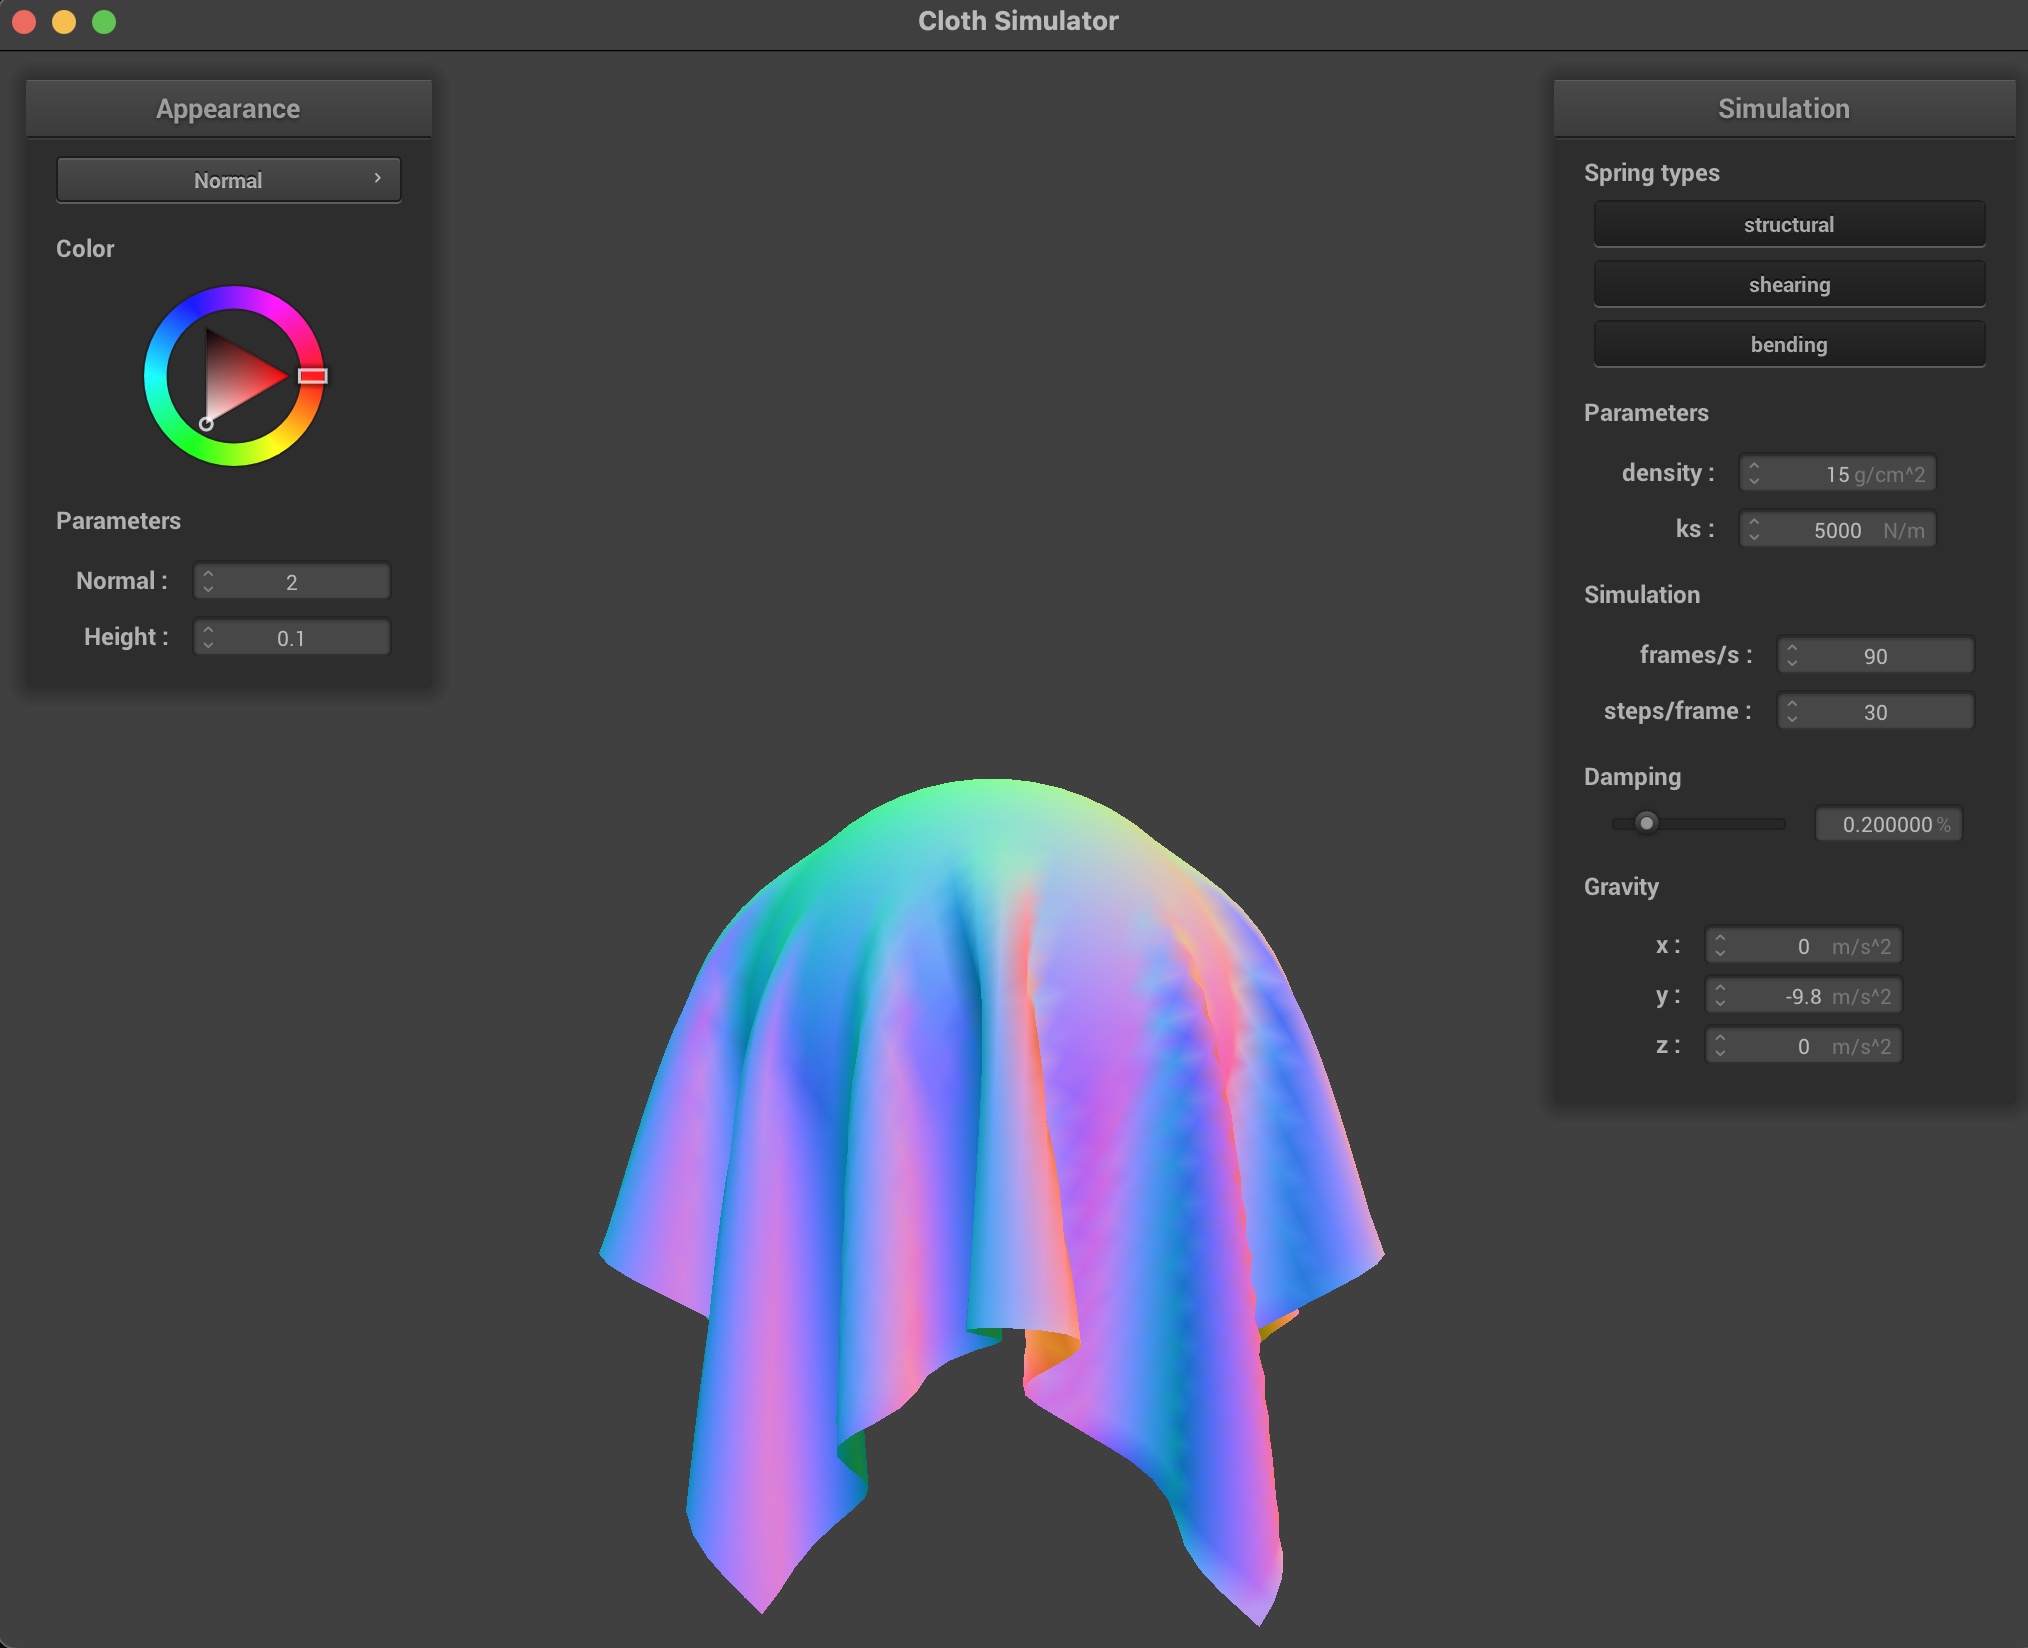 Cloth Simulator
Appearance
Normal
Color
Parameters
Normal : 2
Height : 0.1
Simulation
Spring types
structural
shearing
bending
Parameters
density : 15 g/cm^2
ks : 5000 N/m
Simulation
frames/s : 90
steps/frame : 30
Damping
0.200000 %
Gravity
x : 0 m/s^2
y : -9.8 m/s^2
z : 0 m/s^2